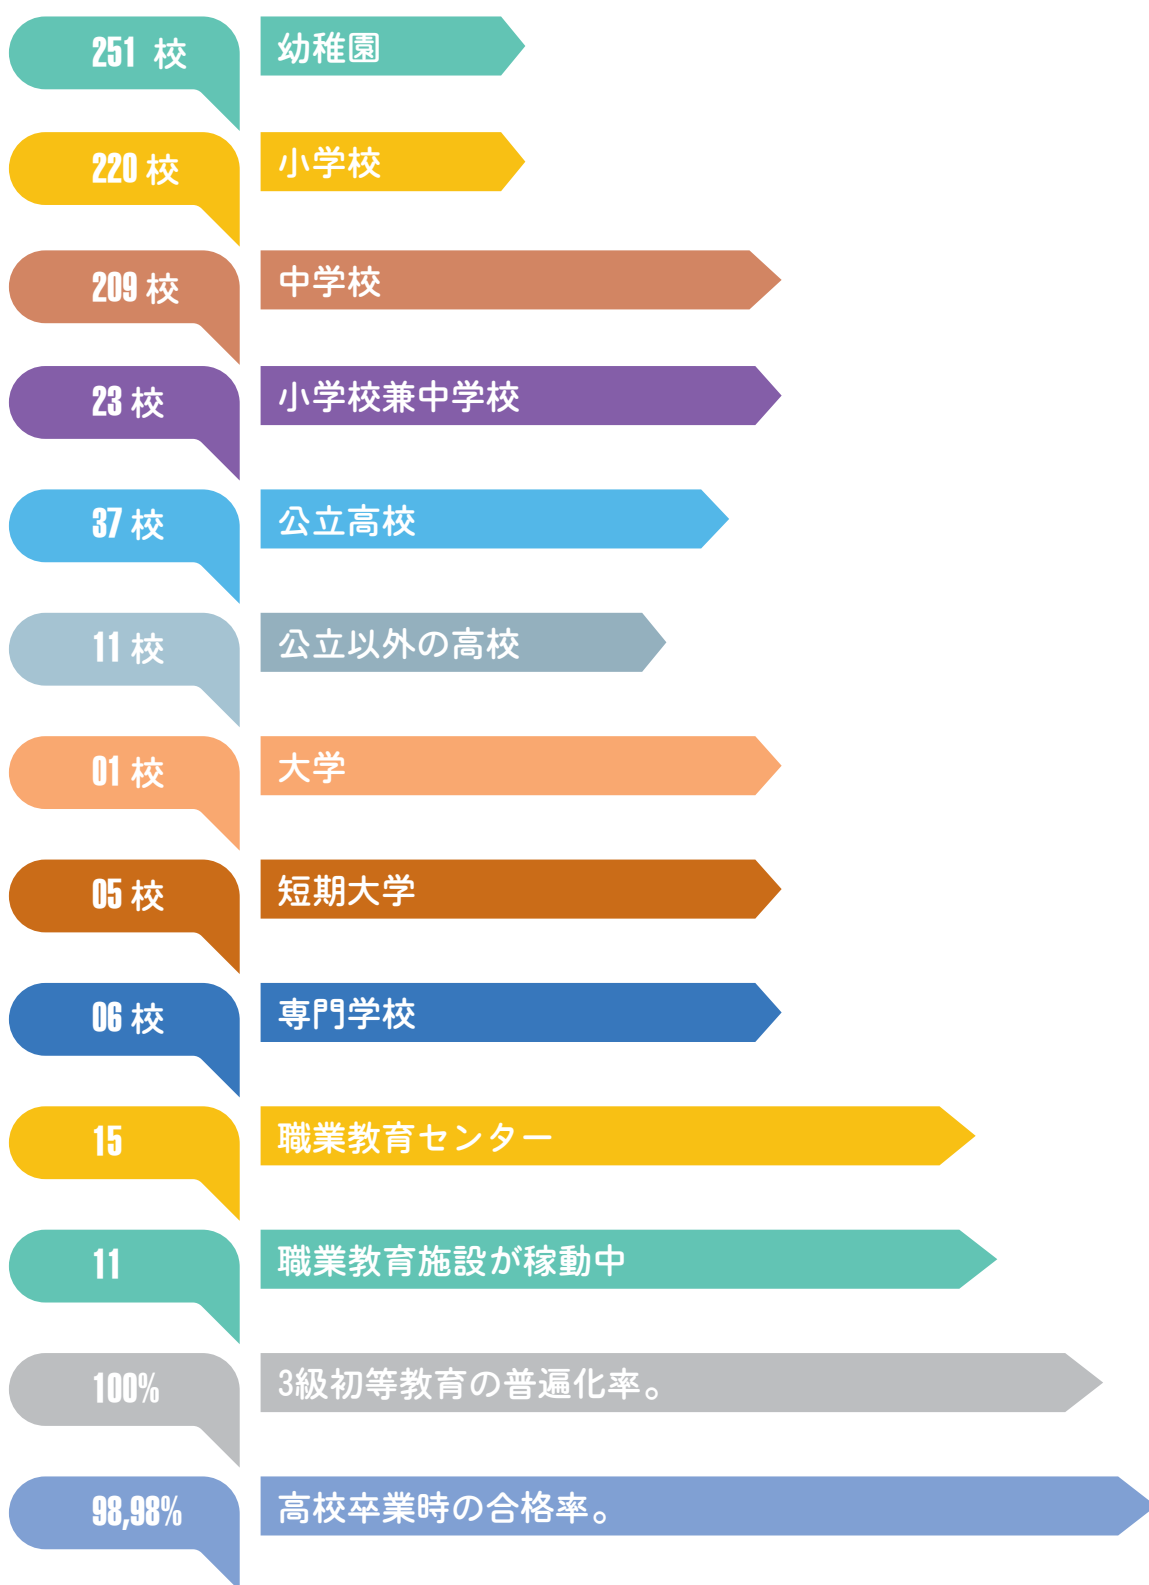 251 校 幼稚園
220 校 小学校
209 校 中学校
23 校 小学校兼中学校
37 校 公立高校
11 校 公立以外の高校
01 校 大学
05 校 短期大学
06 校 専門学校
15 職業教育センター
11 職業教育施設が稼動中
100% 3級初等教育の普遍化率。
98,98% 高校卒業時の合格率。